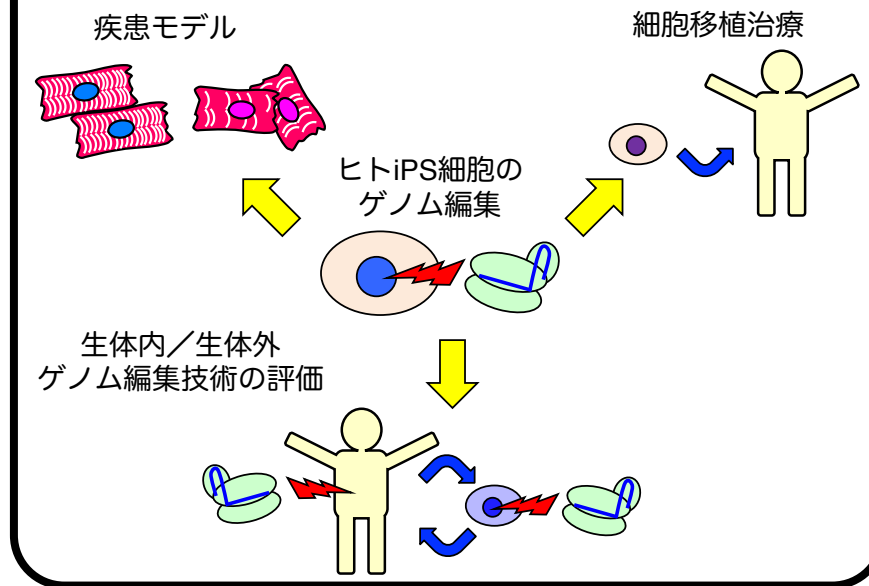 疾患モデル
細胞移植治療
ヒトiPS細胞の
ゲノム編集
生体内／生体外
ゲノム編集技術の評価